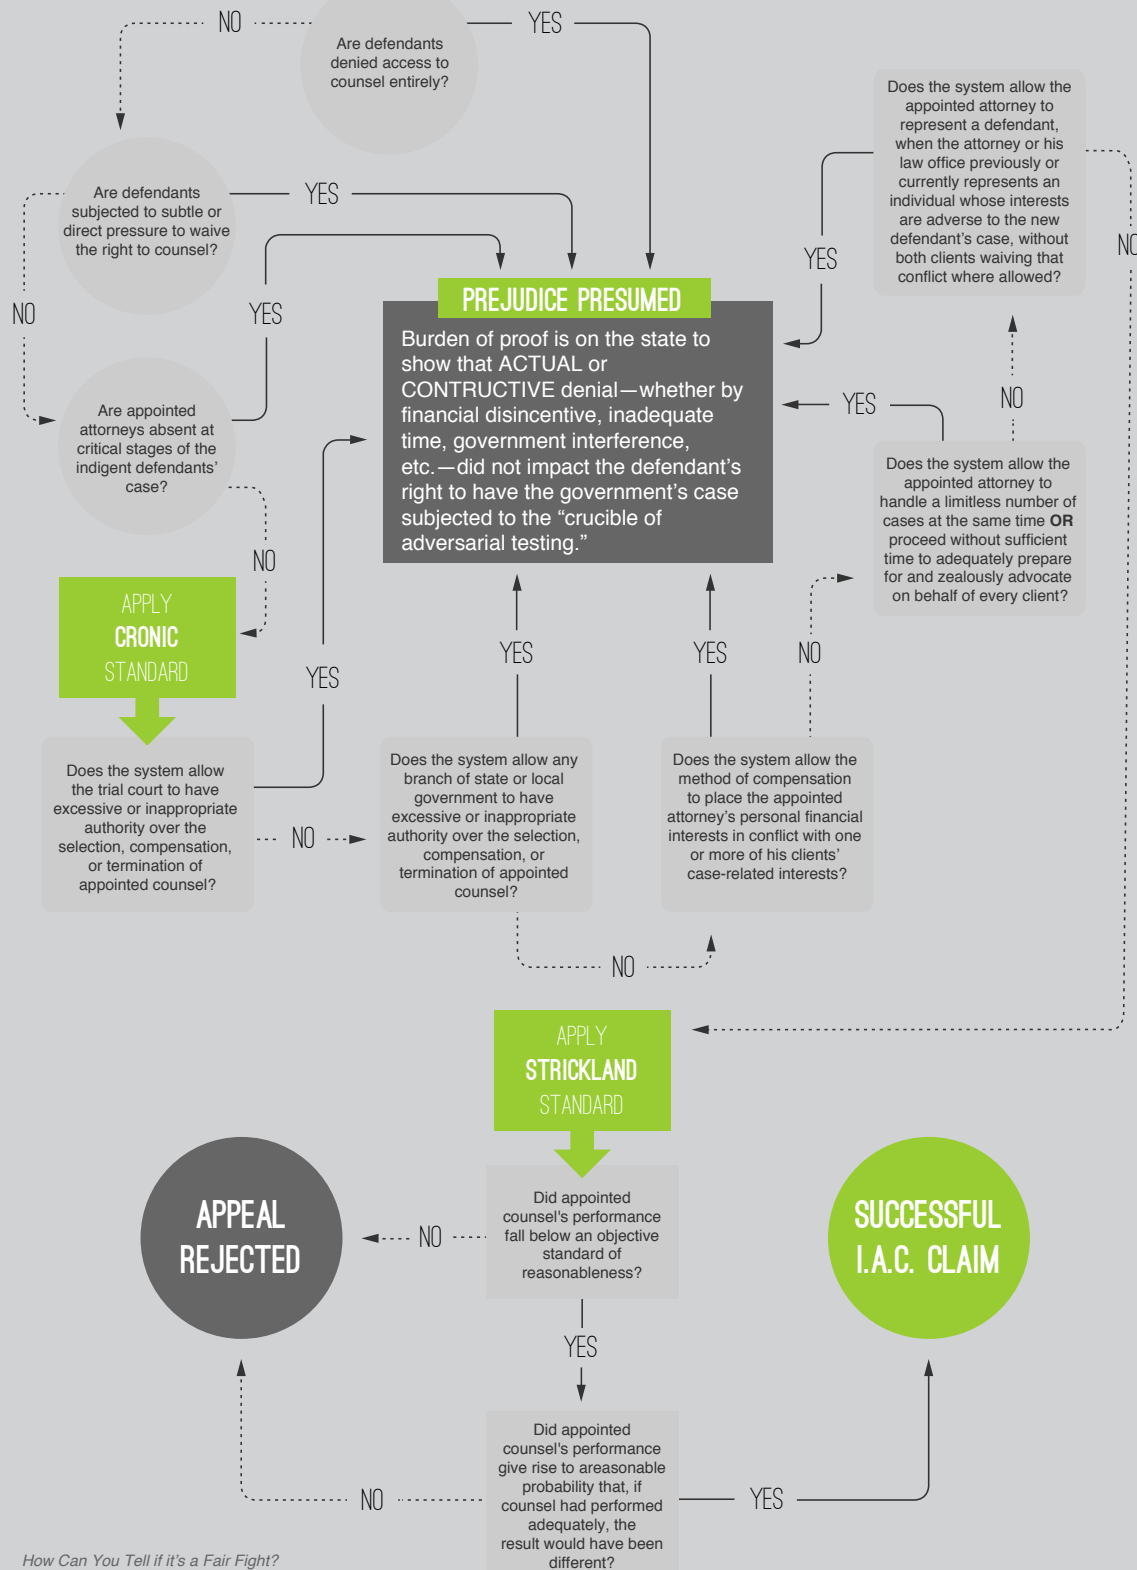 NO
YES
Are defendants
denied access to
counsel entirely?
Does the system allow the
appointed attorney to
represent a defendant,
when the attorney or his
law office previously or
currently represents an
individual whose interests
are adverse to the new
defendant's case, without
both clients waiving that
conflict where allowed?
Are defendants
subjected to subtle or
direct pressure to waive
the right to counsel?
YES
NO
YES
NO
YES
PREJUDICE PRESUMED
Burden of proof is on the state to
show that ACTUAL or
CONTRUCTIVE denial—whether by
financial disincentive, inadequate
time, government interference,
etc.—did not impact the defendant's
right to have the government's case
subjected to the “crucible of
adversarial testing.”
Are appointed
attorneys absent at
critical stages of the
indigent defendants'
case?
YES
NO
Does the system allow the
appointed attorney to
handle a limitless number of
cases at the same time OR
proceed without sufficient
time to adequately prepare
for and zealously advocate
on behalf of every client?
NO
APPLY
CRONIC
STANDARD
YES
YES
YES
NO
Does the system allow
the trial court to have
excessive or inappropriate
authority over the
selection, compensation,
or termination of
appointed counsel?
NO
Does the system allow any
branch of state or local
government to have
excessive or inappropriate
authority over the selection,
compensation, or
termination of appointed
counsel?
Does the system allow the
method of compensation
to place the appointed
attorney's personal financial
interests in conflict with one
or more of his clients'
case-related interests?
NO
APPLY
STRICKLAND
STANDARD
APPEAL
REJECTED
NO
Did appointed
counsel's performance
fall below an objective
standard of
reasonableness?
SUCCESSFUL
I.A.C. CLAIM
YES
Did appointed
counsel's performance
give rise to areasonable
probability that, if
counsel had performed
adequately, the
result would have been
different?
NO
YES
How Can You Tell if it's a Fair Fight?